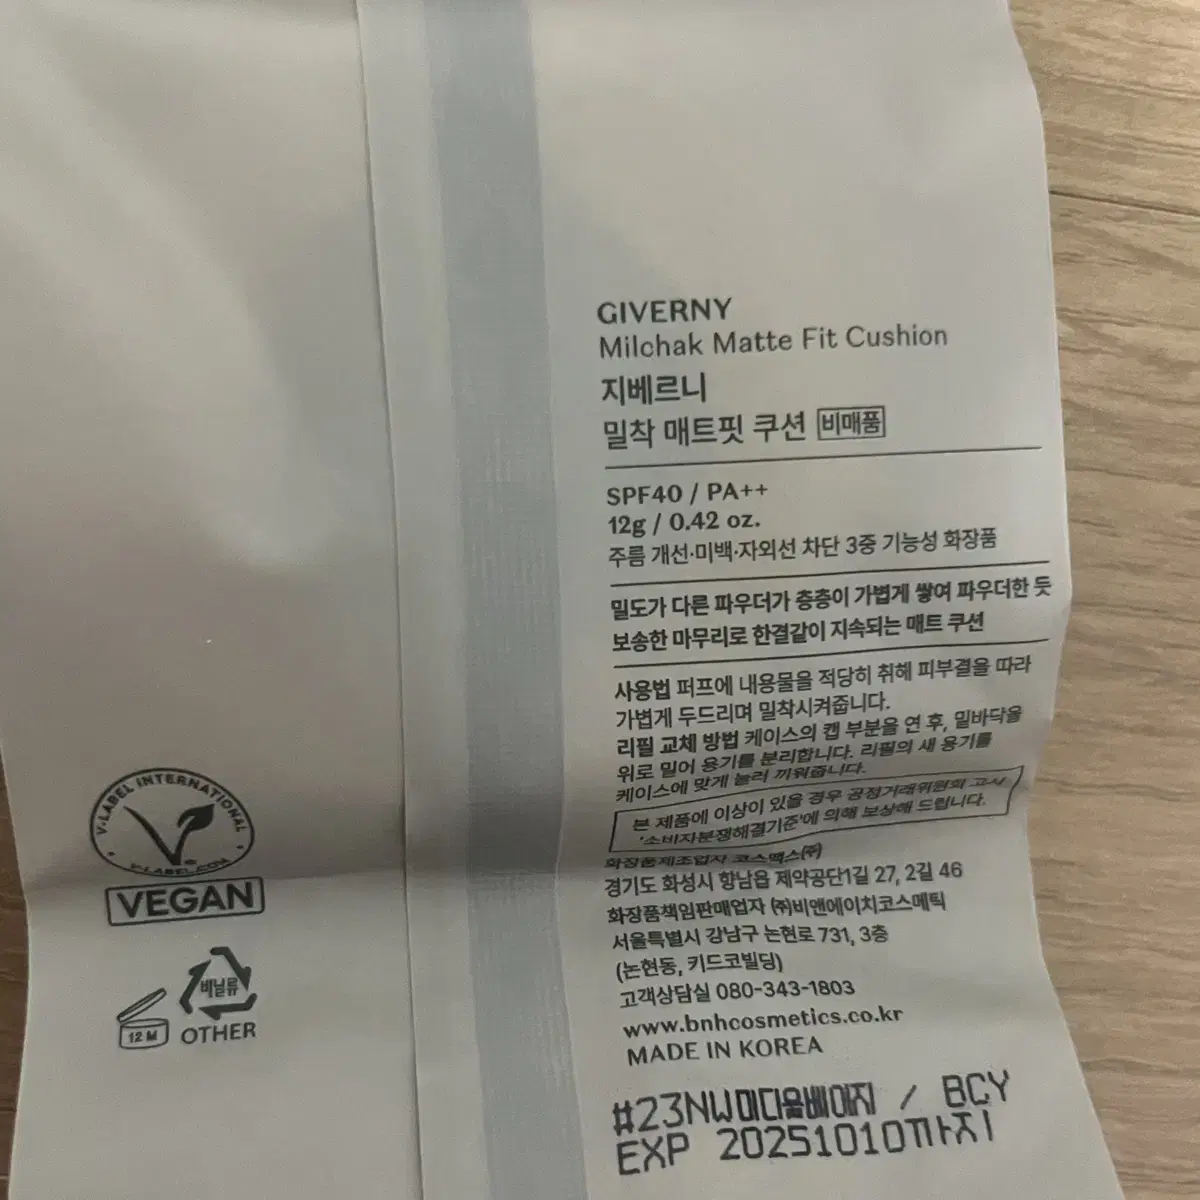 GIVERNY
Milchak Matte Fit Cushion
지베르니
밀착 매트핏 쿠션 비매품
SPF40 / PA++
12g / 0.42 oz.
주름 개선·미백·자외선 차단 3중 기능성 화장품
밀도가 다른 파우더가 층층이 가볍게 쌓여 파우더한 듯
보송한 마무리로 한결같이 지속되는 매트 쿠션
사용법 퍼프에 내용물을 적당히 취해 피부결을 따라
가볍게 두드리며 밀착시켜줍니다.
리필 교체 방법 케이스의 캡 부분을 연 후, 밑바닥을
위로 밀어 용기를 분리합니다. 리필의 새 용기를
케이스에 맞게 눌러 끼워줍니다.
본 제품에 이상이 있을 경우 공정거래위원회 고시
'소비자분쟁해결기준'에 의해 보상해 드립니다.
화장품제조업자 코스맥스㈜
경기도 화성시 향남읍 제약공단1길 27, 2길 46
화장품책임판매업자 ㈜비앤에이치코스메틱
서울특별시 강남구 논현로 731, 3층
(논현동, 키드코빌딩)
고객상담실 080-343-1803
www.bnhcosmetics.co.kr
MADE IN KOREA
#23NW미디움베이지 / BCY
EXP 20251010까지
V-LABEL INTERNATIONAL
V-LABEL.COM
VEGAN
비닐류
12 M
OTHER